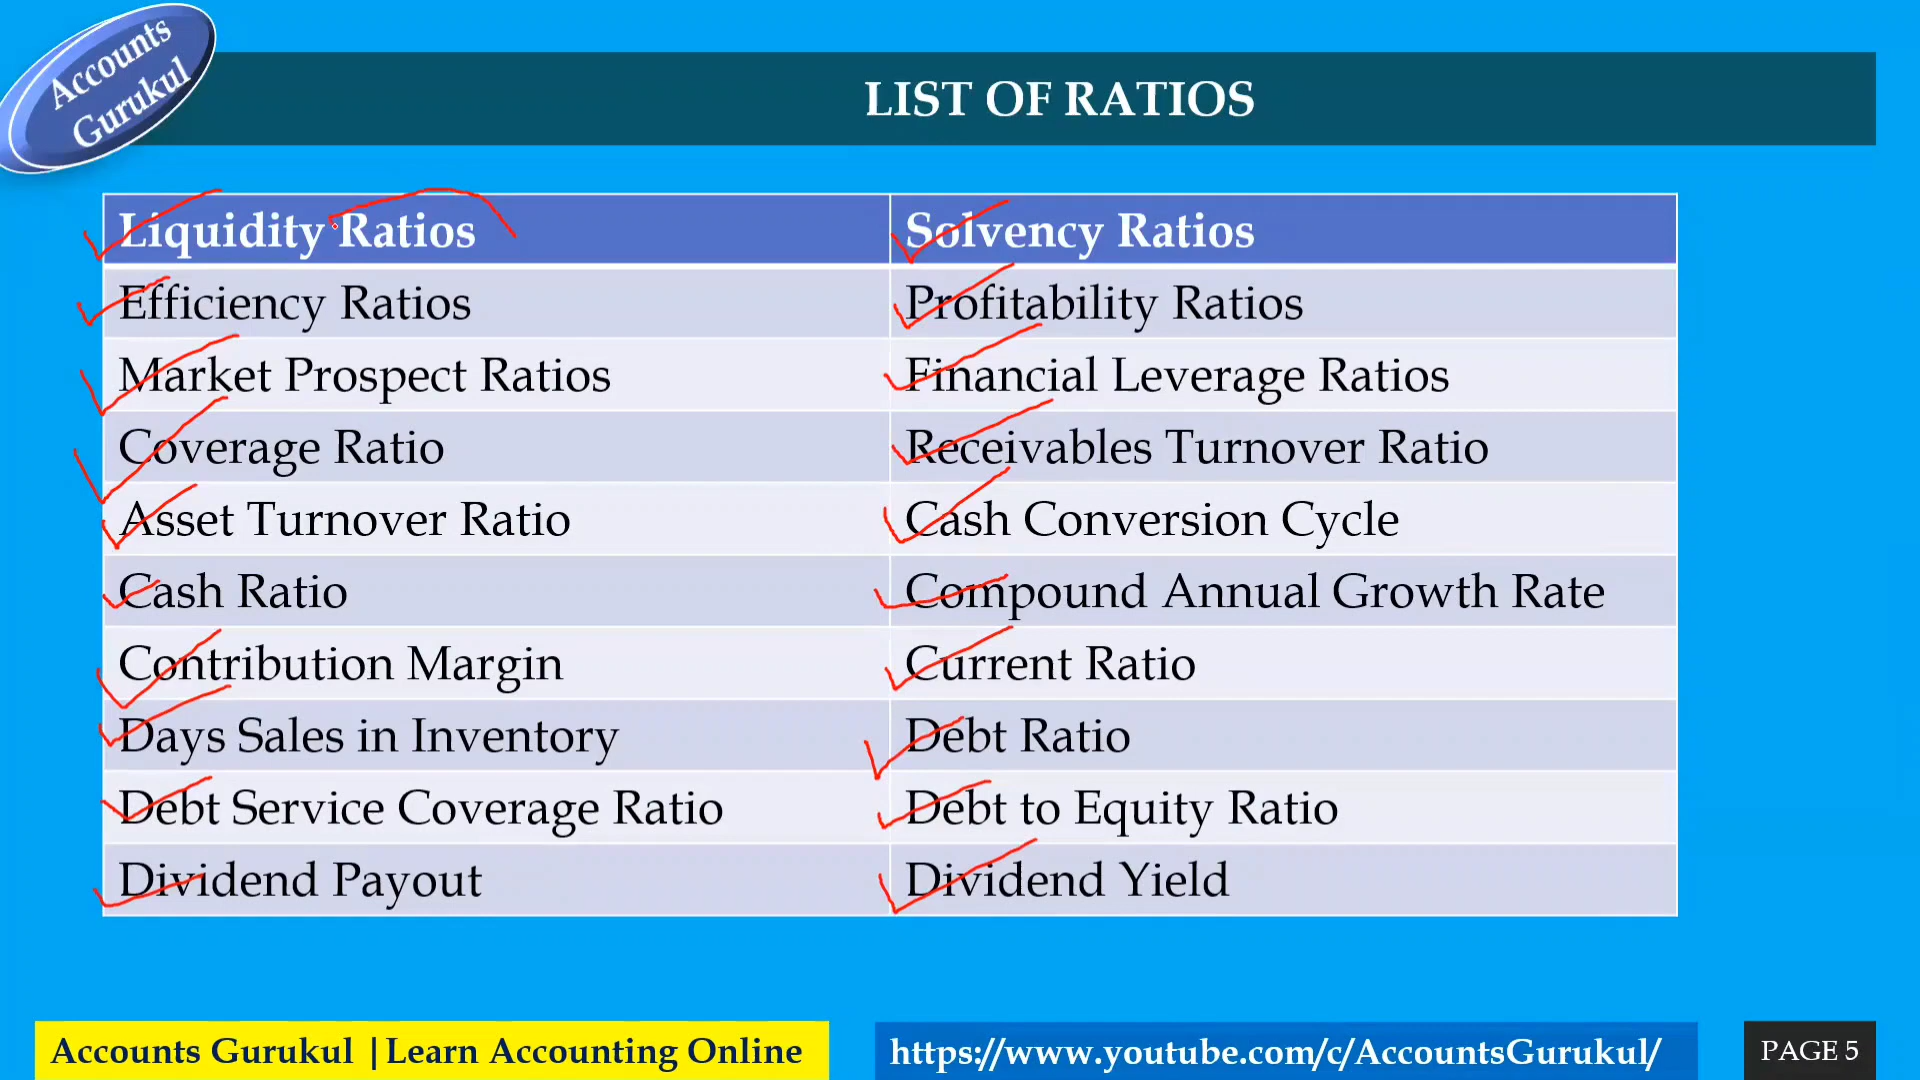 Accounts
Gurukul
LIST OF RATIOS
Liquidity Ratios
Solvency Ratios
Efficiency Ratios
Profitability Ratios
Market Prospect Ratios
Financial Leverage Ratios
Coverage Ratio
Receivables Turnover Ratio
Asset Turnover Ratio
Cash Conversion Cycle
Cash Ratio
Compound Annual Growth Rate
Contribution Margin
Current Ratio
Days Sales in Inventory
Debt Ratio
Debt Service Coverage Ratio
Debt to Equity Ratio
Dividend Payout
Dividend Yield
Accounts Gurukul |Learn Accounting Online
https://www.youtube.com/c/AccountsGurukul/
PAGE 5